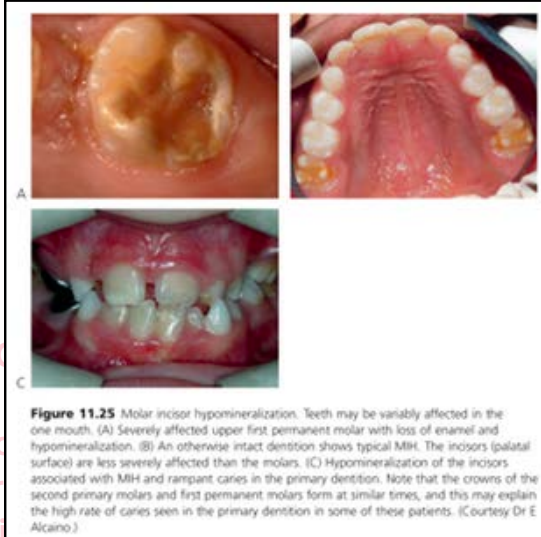 A
C
Figure 11.25 Molar incisor hypomineralization. Teeth may be variably affected in the
one mouth. (A) Severely affected upper first permanent molar with loss of enamel and
hypomineralization. (B) An otherwise intact dentition shows typical MIH. The incisors (palatal
surface) are less severely affected than the molars. (C) Hypomineralization of the incisors
associated with MIH and rampant caries in the primary dentition. Note that the crowns of the
second primary molars and first permanent molars form at similar times, and this may explain
the high rate of caries seen in the primary dentition in some of these patients. (Courtesy Dr E
Alcaino.)